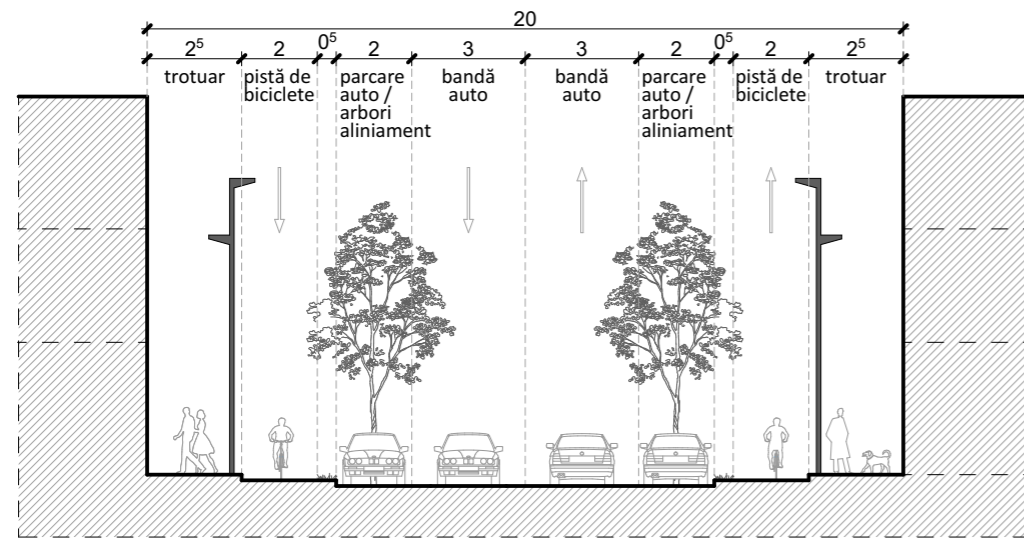 20
2⁵ 2 0⁵ 2 3 3 2 0⁵ 2 2⁵
trotuar
pistă de
biciclete
parcare
auto /
arbori
aliniament
bandă
auto
bandă
auto
parcare
auto /
arbori
aliniament
pistă de
biciclete
trotuar